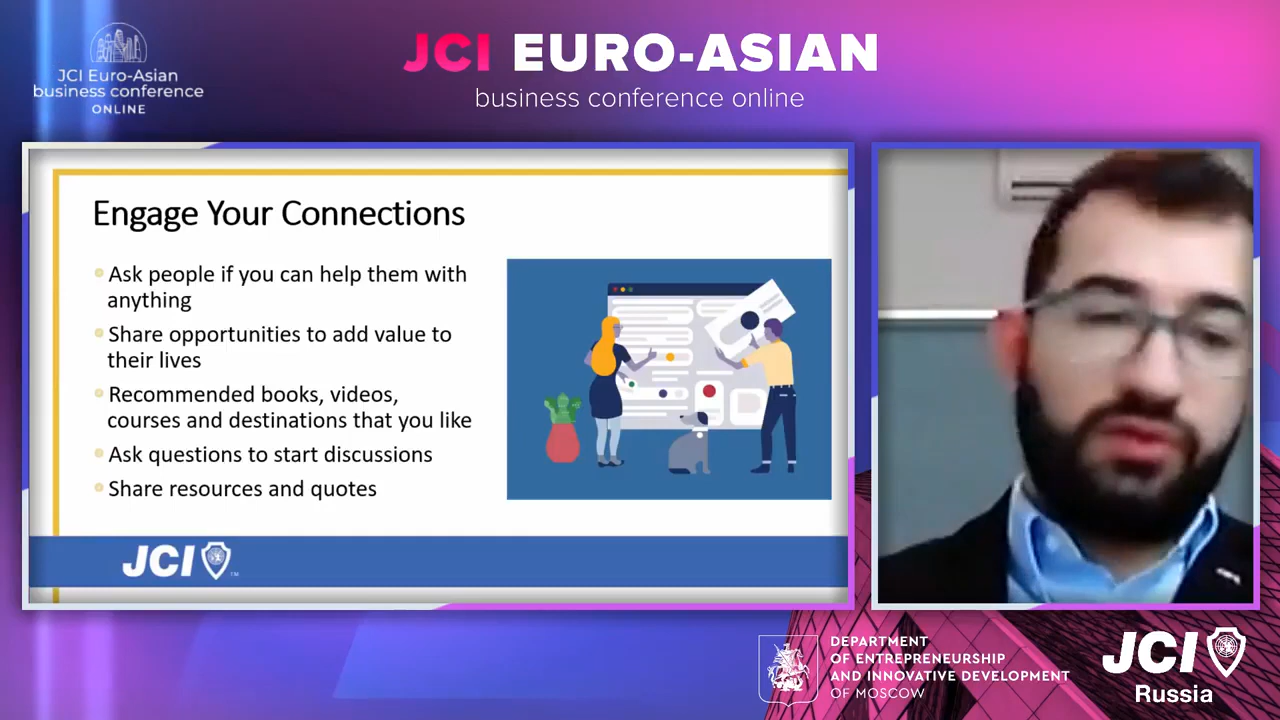 JCI Euro-Asian
business conference
ONLINE
JCI EURO-ASIAN
business conference online
Engage Your Connections
Ask people if you can help them with
anything
Share opportunities to add value to
their lives
Recommended books, videos,
courses and destinations that you like
Ask questions to start discussions
Share resources and quotes
JCI
TM
DEPARTMENT
OF ENTREPRENEURSHIP
AND INNOVATIVE DEVELOPMENT
OF MOSCOW
JCI
Russia